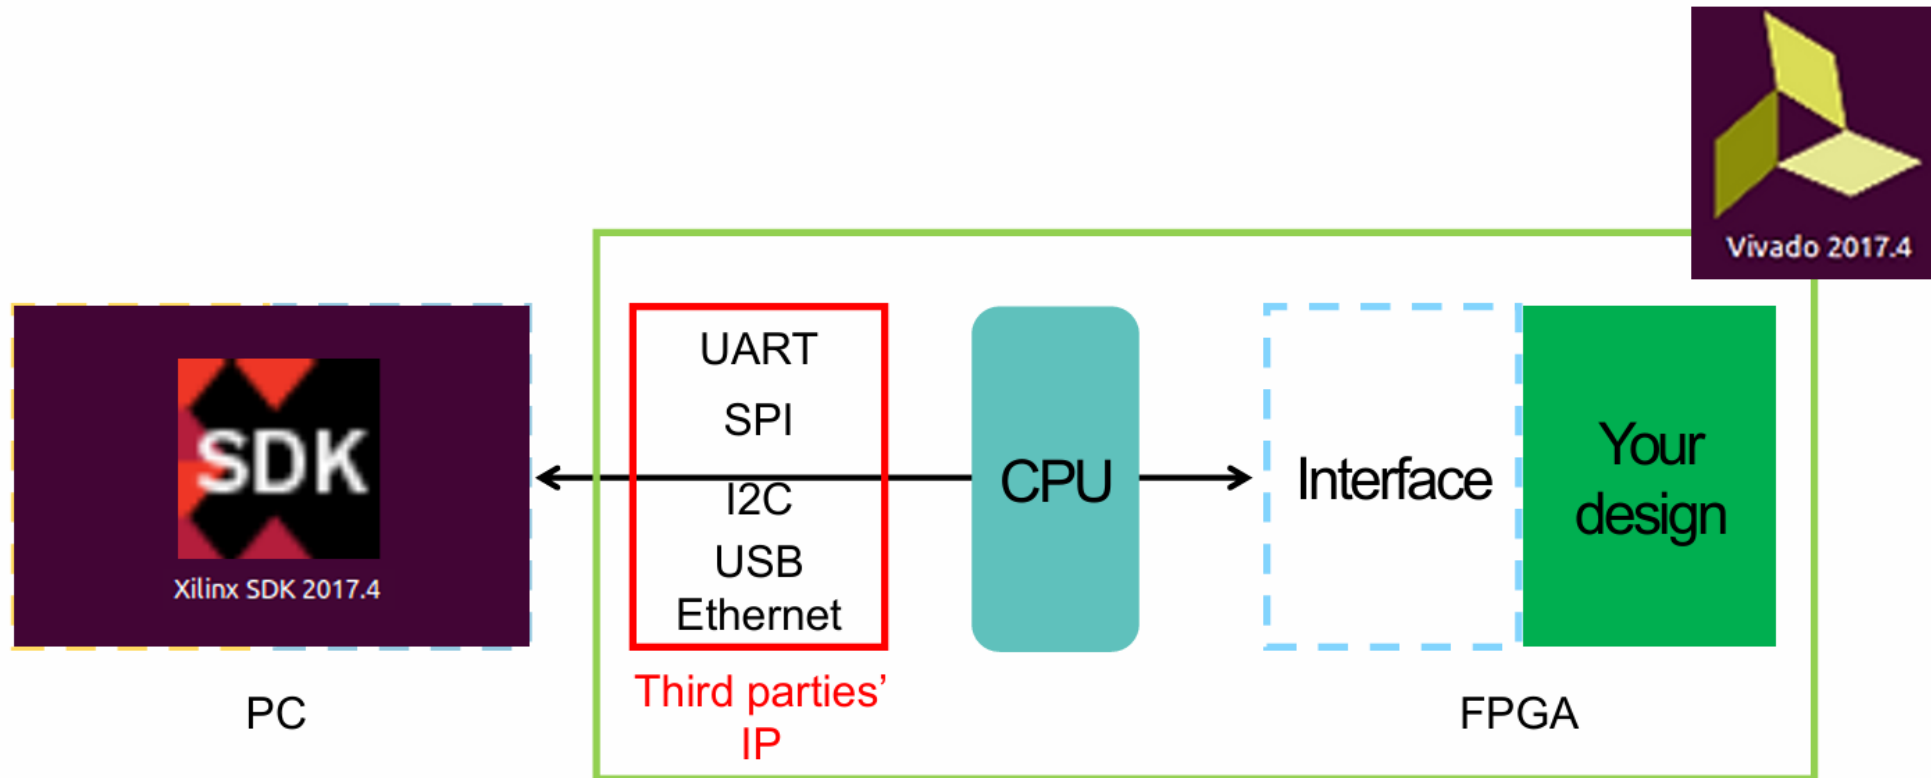 Vivado 2017.4
SDK
Xilinx SDK 2017.4
PC
UART
SPI
I2C
USB
Ethernet
Third parties’
IP
CPU
Interface
Your
design
FPGA